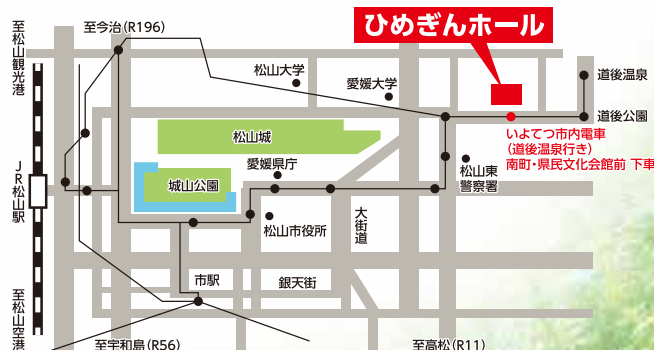 ひめぎんホール
至今治(R196)
至松山観光港
松山大学
愛媛大学
道後温泉
道後公園
松山城
いよてつ市内電車
(道後温泉行き)
南町・県民文化会館前 下車
愛媛県庁
松山東
警察署
JR松山駅
城山公園
松山市役所
大街道
市駅
銀天街
至松山空港
至宇和島(R56)
至高松(R11)